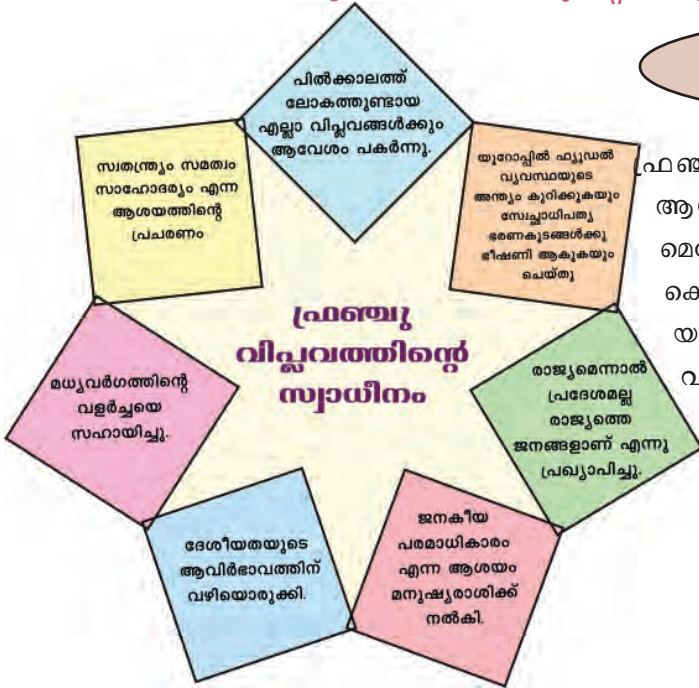 പിൽക്കാലത്ത്
ലോകത്തുണ്ടായ
എല്ലാ വിപ്ലവങ്ങൾക്കും
ആവേശം പകർന്നു.
യൂറോപ്പിൽ ഫ്യൂഡൽ
വ്യവസ്ഥയുടെ
അന്ത്യം കുറിക്കുകയും
സ്വേച്ഛാധിപത്യ
ഭരണകൂടങ്ങൾക്കു
ഭീഷണി ആകുകയും
ചെയ്തു
രാജ്യമെന്നാൽ
പ്രദേശമല്ല
രാജ്യത്തെ
ജനങ്ങളാണ് എന്നു
പ്രഖ്യാപിച്ചു.
ജനകീയ
പരമാധികാരം
എന്ന ആശയം
മനുഷ്യരാശിക്ക്
നൽകി.
ദേശീയതയുടെ
ആവിർഭാവത്തിന്
വഴിയൊരുക്കി.
മധ്യവർഗത്തിന്റെ
വളർച്ചയെ
സഹായിച്ചു.
സ്വതന്ത്ര്യം സമത്വം
സാഹോദര്യം എന്ന
ആശയത്തിന്റെ
പ്രചരണം
ഫ്രഞ്ചു
വിപ്ലവത്തിന്റെ
സ്വാധീനം